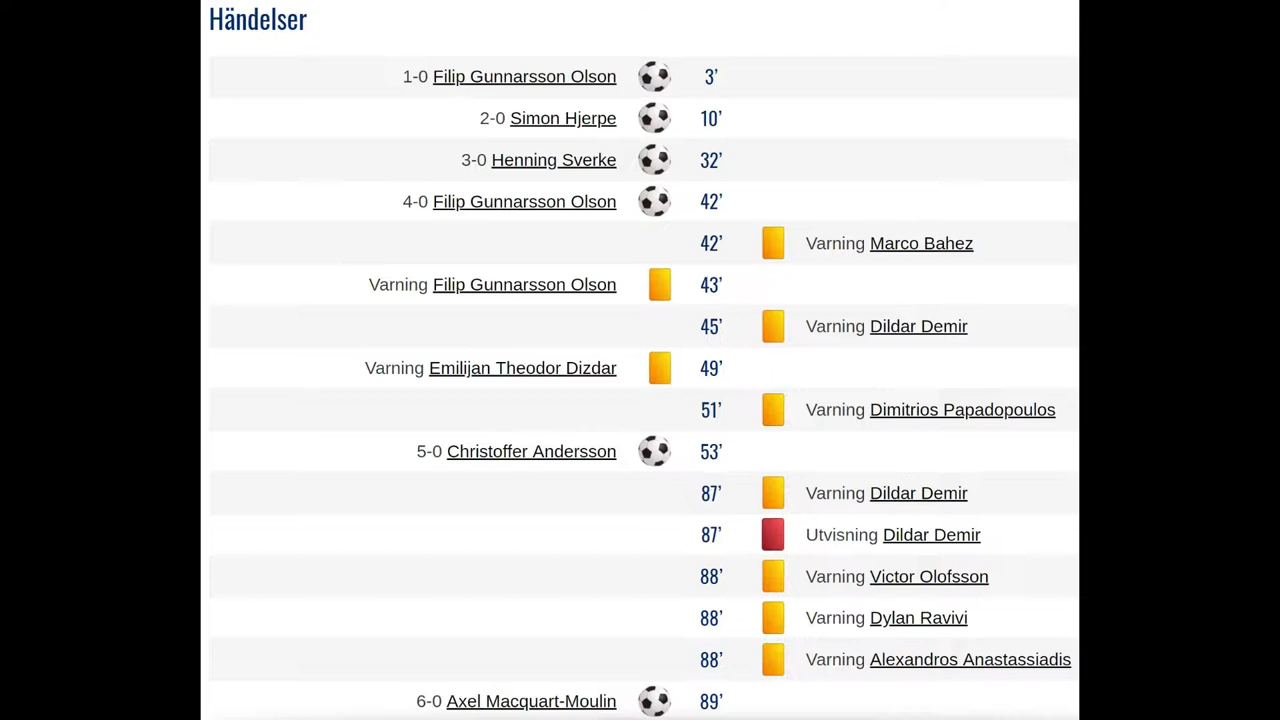 Händelser
1-0 Filip Gunnarsson Olson 3’
2-0 Simon Hjerpe 10’
3-0 Henning Sverke 32’
4-0 Filip Gunnarsson Olson 42’
42’ Varning Marco Bahez
Varning Filip Gunnarsson Olson 43’
45’ Varning Dildar Demir
Varning Emilijan Theodor Dizdar 49’
51’ Varning Dimitrios Papadopoulos
5-0 Christoffer Andersson 53’
87’ Varning Dildar Demir
87’ Utvisning Dildar Demir
88’ Varning Victor Olofsson
88’ Varning Dylan Ravivi
88’ Varning Alexandros Anastassiadis
6-0 Axel Macquart-Moulin 89’